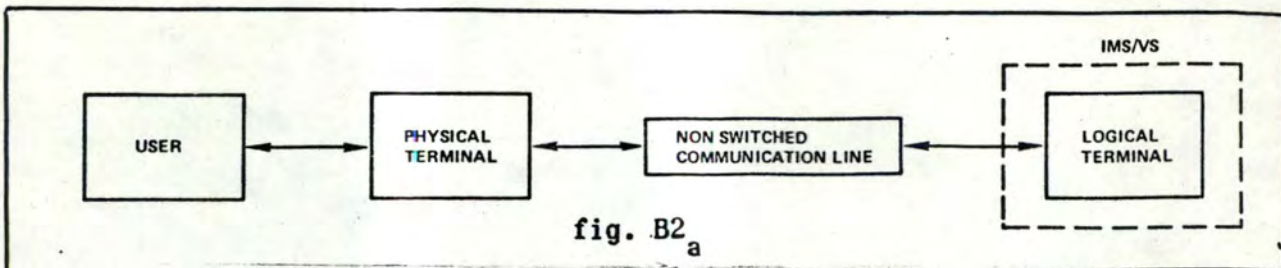 IMS/VS
USER
PHYSICAL
TERMINAL
NON SWITCHED
COMMUNICATION LINE
LOGICAL
TERMINAL
fig. B2a